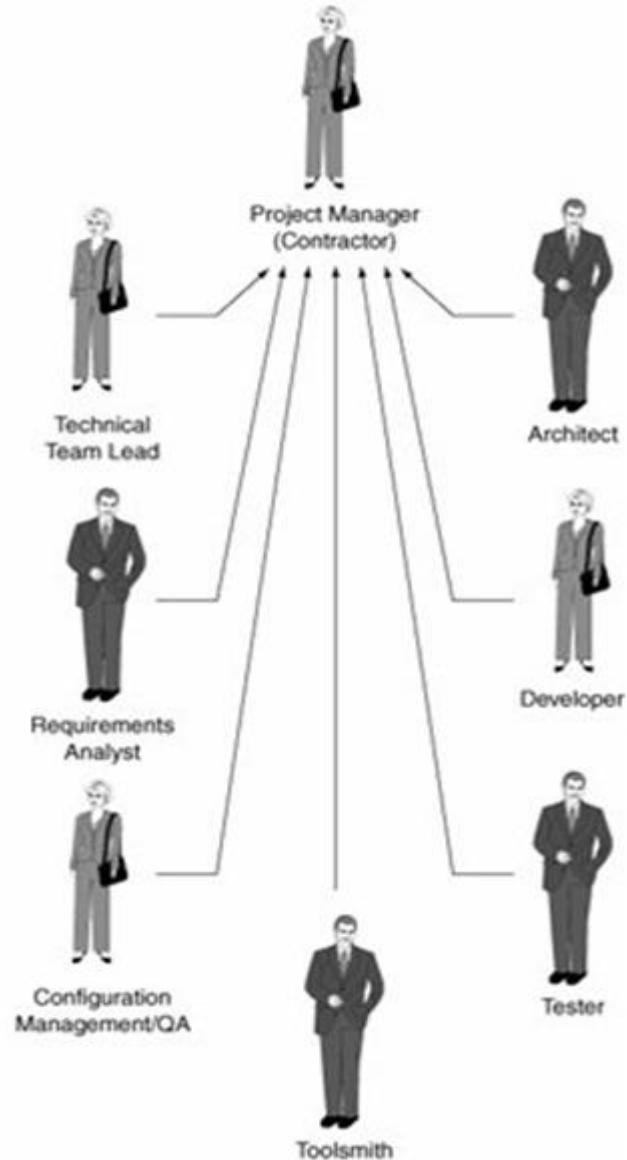 Project Manager
(Contractor)
Technical
Team Lead
Architect
Requirements
Analyst
Developer
Configuration
Management/QA
Tester
Toolsmith